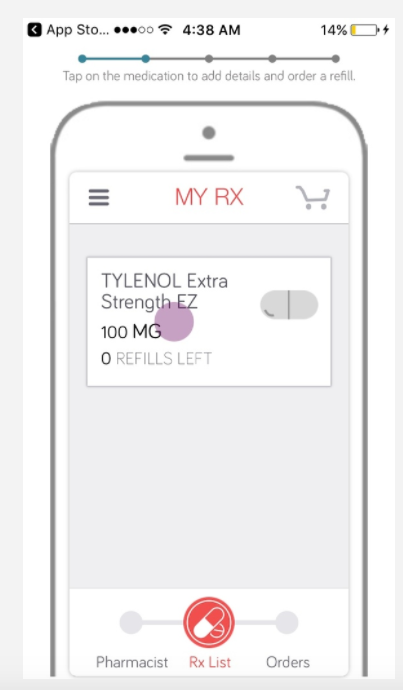 App Sto... 4:38 AM 14%
Tap on the medication to add details and order a refill.
MY RX
TYLENOL Extra
Strength EZ
100 MG
0 REFILLS LEFT
Pharmacist Rx List Orders